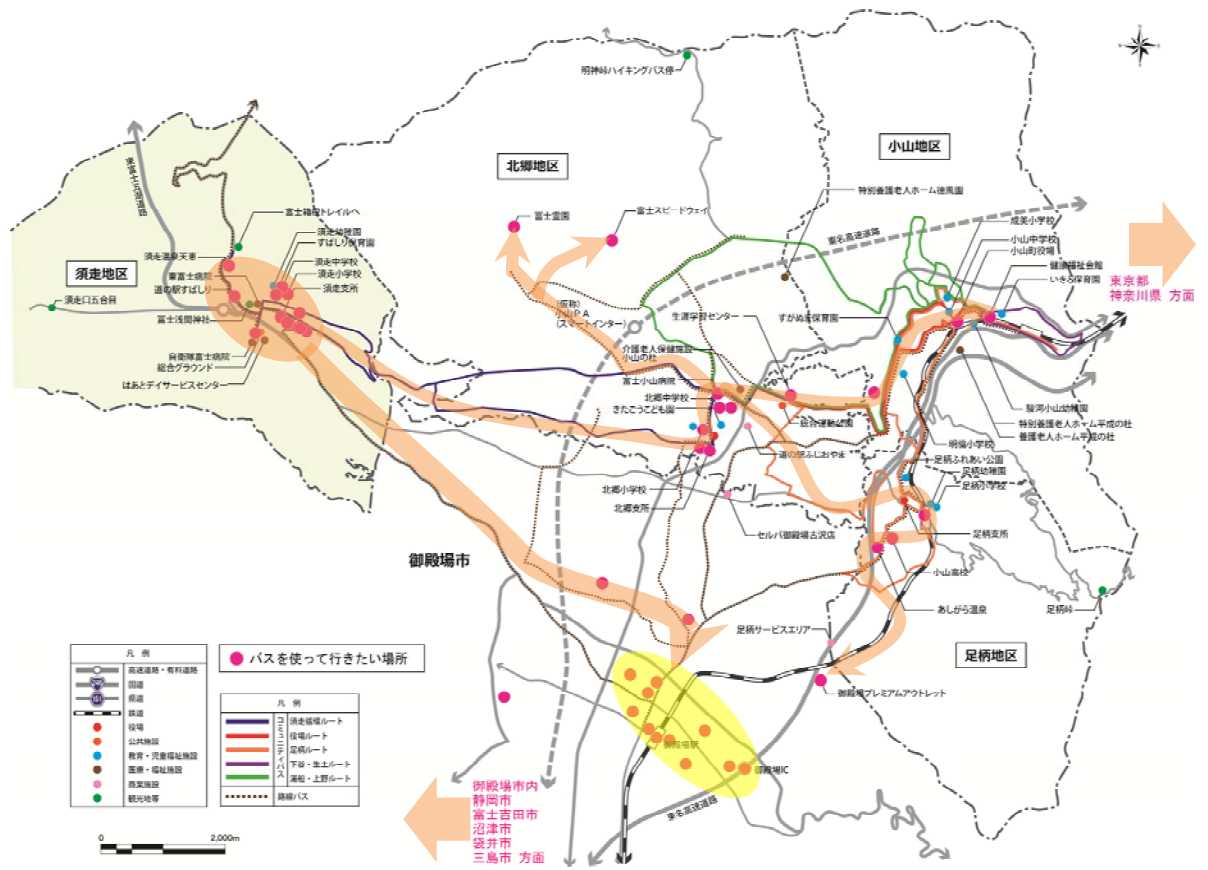 明神峠ハイキングバス停
小山地区
北郷地区
特別養護老人ホーム徳風園
富士霊園
富士スピードウェイ
東名高速道路
成美小学校
小山中学校
小山町役場
健康福祉会館
いきど保育園
東京都
神奈川県 方面
富士箱根トレイルへ
須走幼稚園
すばしり保育園
須走温泉天恵
須走中学校
須走地区
東富士病院
須走小学校
道の駅すばしり
須走支所
須走口五合目
富士浅間神社
自衛隊富士病院
総合グラウンド
はあとデイサービスセンター
(仮称)
小山PA
(スマートインター)
生涯学習センター
すがぬま保育園
介護老人保健施設
小山の杜
富士小山病院
北郷中学校
きたごうこども園
総合運動公園
道の駅ふじおやま
駿河小山幼稚園
特別養護老人ホーム平成の杜
養護老人ホーム平成の杜
明倫小学校
足柄ふれあい公園
足柄幼稚園
足柄小学校
北郷小学校
北郷支所
セルバ御殿場古沢店
足柄支所
小山高校
御殿場市
あしがら温泉
足柄峠
足柄サービスエリア
足柄地区
御殿場プレミアムアウトレット
バスを使って行きたい場所
凡 例
高速道路・有料道路
国道
県道
鉄道
役場
公共施設
教育・児童福祉施設
医療・福祉施設
商業施設
観光地等
凡 例
コミュニティバス
須走循環ルート
役場ルート
足柄ルート
下谷・生土ルート
湯船・上野ルート
路線バス
御殿場駅
御殿場IC
東名高速道路
御殿場市内
静岡市
富士吉田市
沼津市
袋井市
三島市 方面
0 2,000m